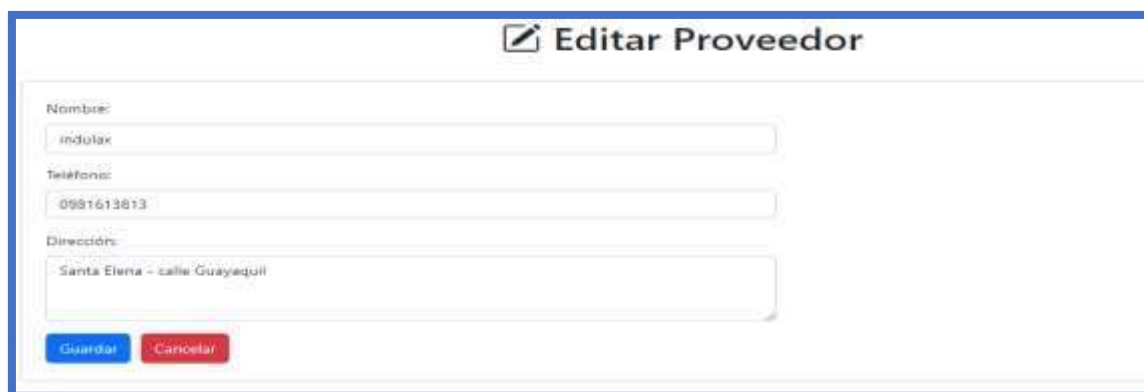 Editar Proveedor
Nombre:
indulax
Teléfono:
0981613813
Dirección:
Santa Elena - calle Guayaquil
Guardar Cancelar